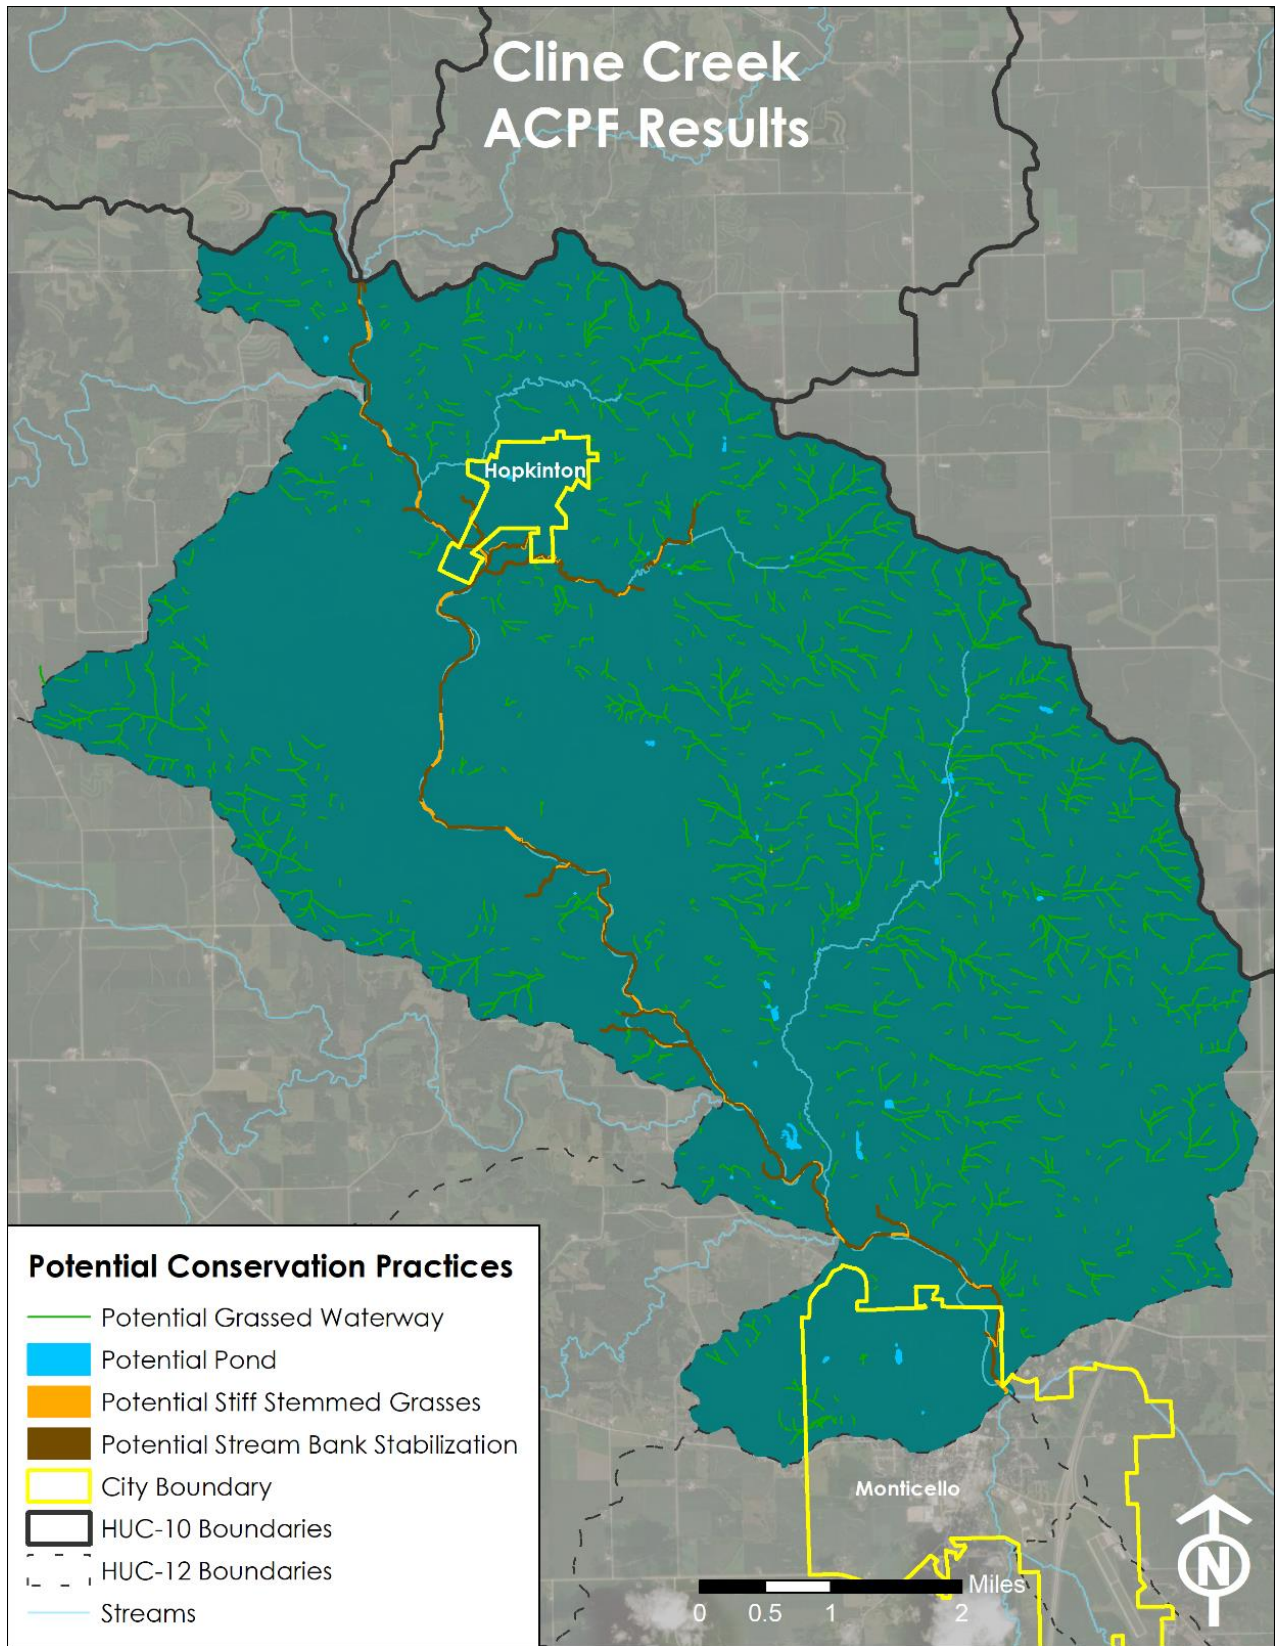 Cline Creek
ACPF Results
Hopkinton
Potential Conservation Practices
Potential Grassed Waterway
Potential Pond
Potential Stiff Stemmed Grasses
Potential Stream Bank Stabilization
City Boundary
HUC-10 Boundaries
HUC-12 Boundaries
Streams
Monticello
Miles
0 0.5 1 2
N